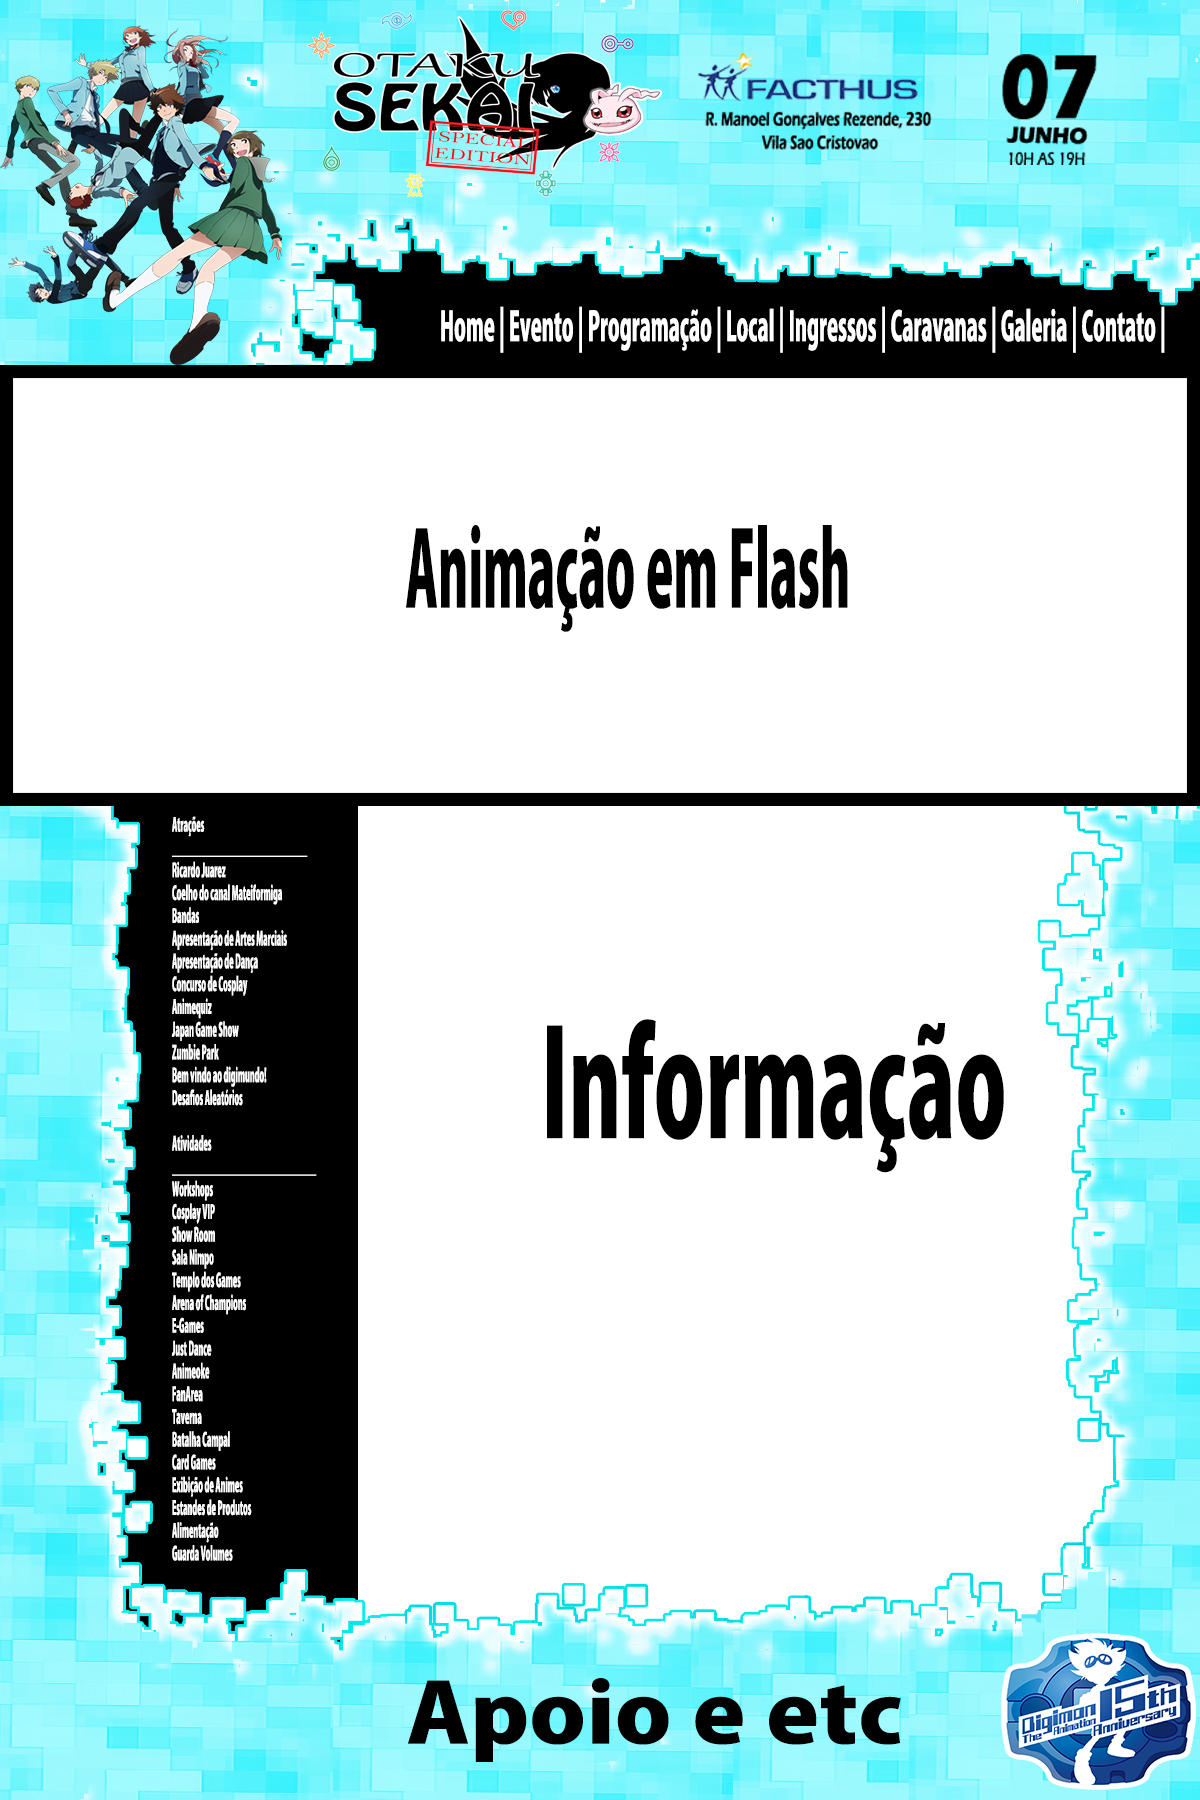 OTAKU
SEKAI
SPECIAL
EDITION
FACTHUS
R. Manoel Gonçalves Rezende, 230
Vila Sao Cristovao
07
JUNHO
10H AS 19H
Home | Evento | Programação | Local | Ingressos | Caravanas | Galeria | Contato |
Animação em Flash
Atrações
Ricardo Juarez
Coelho do canal Mateiformiga
Bandas
Apresentação de Artes Marciais
Apresentação de Dança
Concurso de Cosplay
Animequiz
Japan Game Show
Zumbie Park
Bem vindo ao digimundo!
Desafios Aleatórios
Atividades
Workshops
Cosplay VIP
Show Room
Sala Nimpo
Templo dos Games
Arena of Champions
E-Games
Just Dance
Animeoke
FanArea
Taverna
Batalha Campal
Card Games
Exibição de Animes
Estandes de Produtos
Alimentação
Guarda Volumes
Informação
Apoio e etc
Digimon 15th
The Animation Anniversary